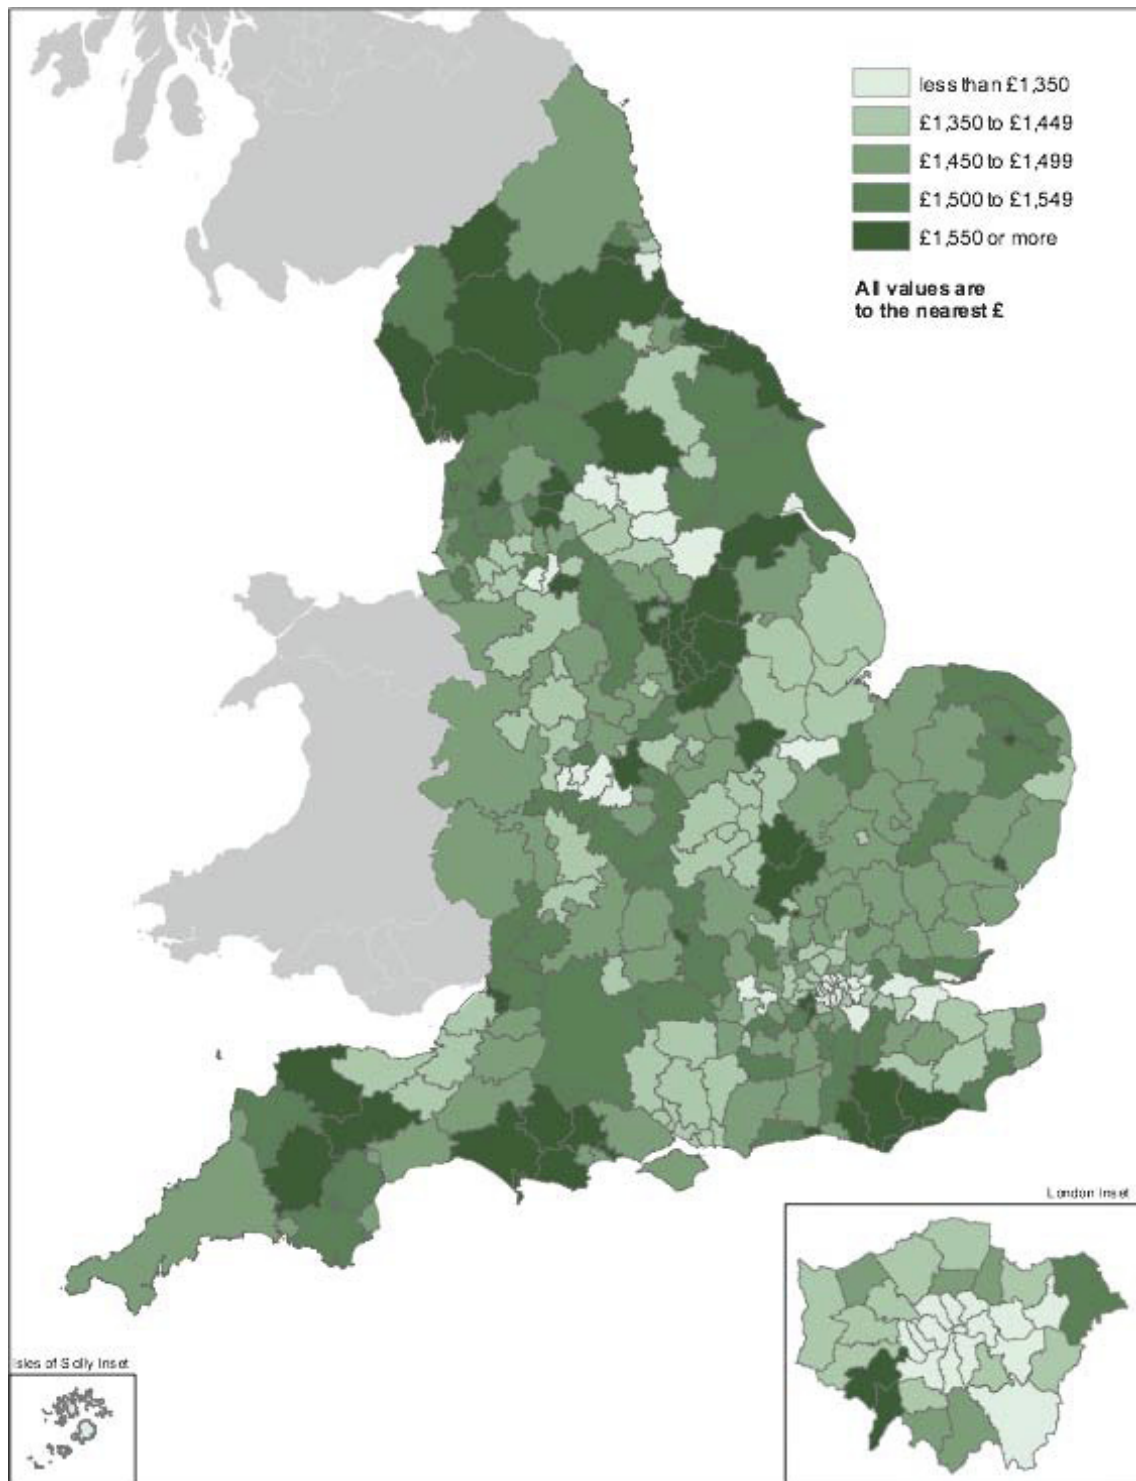 less than £1,350
£1,350 to £1,449
£1,450 to £1,499
£1,500 to £1,549
£1,550 or more
All values are
to the nearest £
London Inset
Isles of Scilly Inset